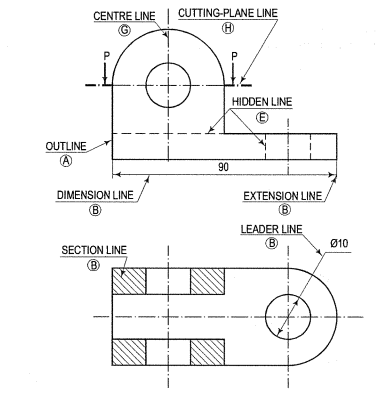 CENTRE LINE
G
CUTTING-PLANE LINE
H
P
P
HIDDEN LINE
E
OUTLINE
A
90
DIMENSION LINE
B
EXTENSION LINE
B
LEADER LINE
B
Ø10
SECTION LINE
B